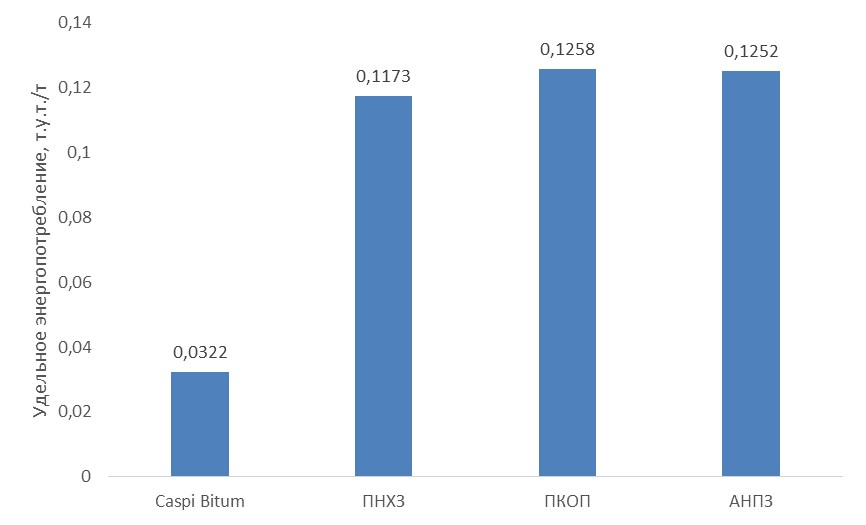 Удельное энергопотребление, т.у.т./т
0,14
0,12
0,1
0,08
0,06
0,04
0,02
0
0,0322
0,1173
0,1258
0,1252
Caspi Bitum
ПНХЗ
ПКОП
АНПЗ